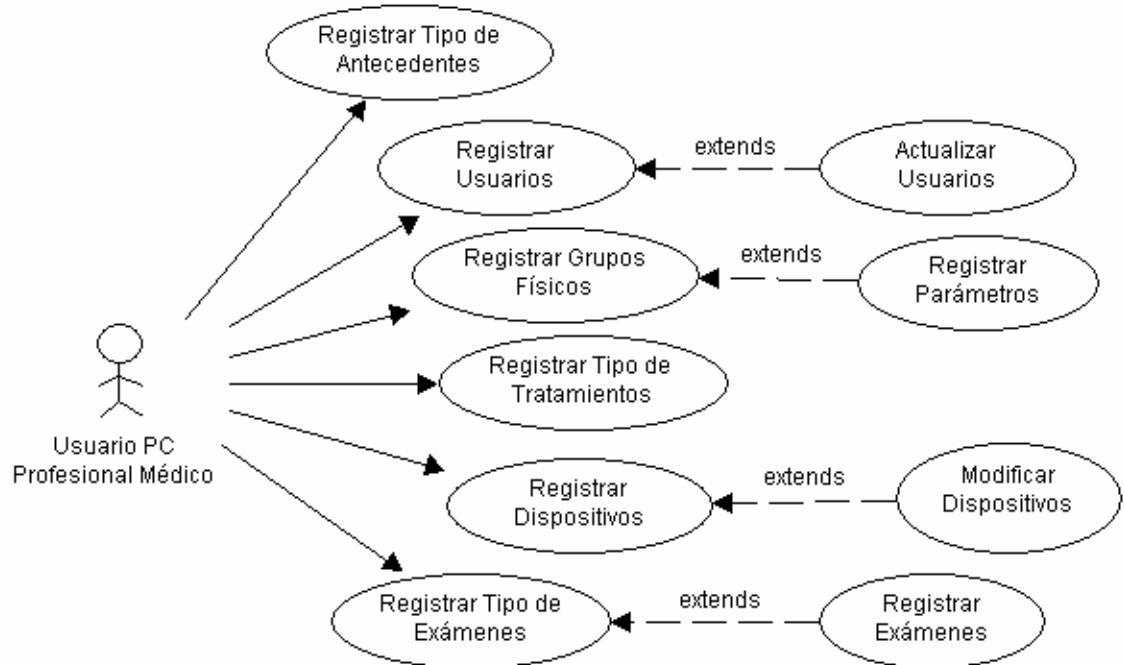 Registrar Tipo de
Antecedentes
Registrar
Usuarios
extends
Actualizar
Usuarios
Registrar Grupos
Físicos
extends
Registrar
Parámetros
Registrar Tipo de
Tratamientos
Usuario PC
Profesional Médico
Registrar
Dispositivos
extends
Modificar
Dispositivos
Registrar Tipo de
Exámenes
extends
Registrar
Exámenes